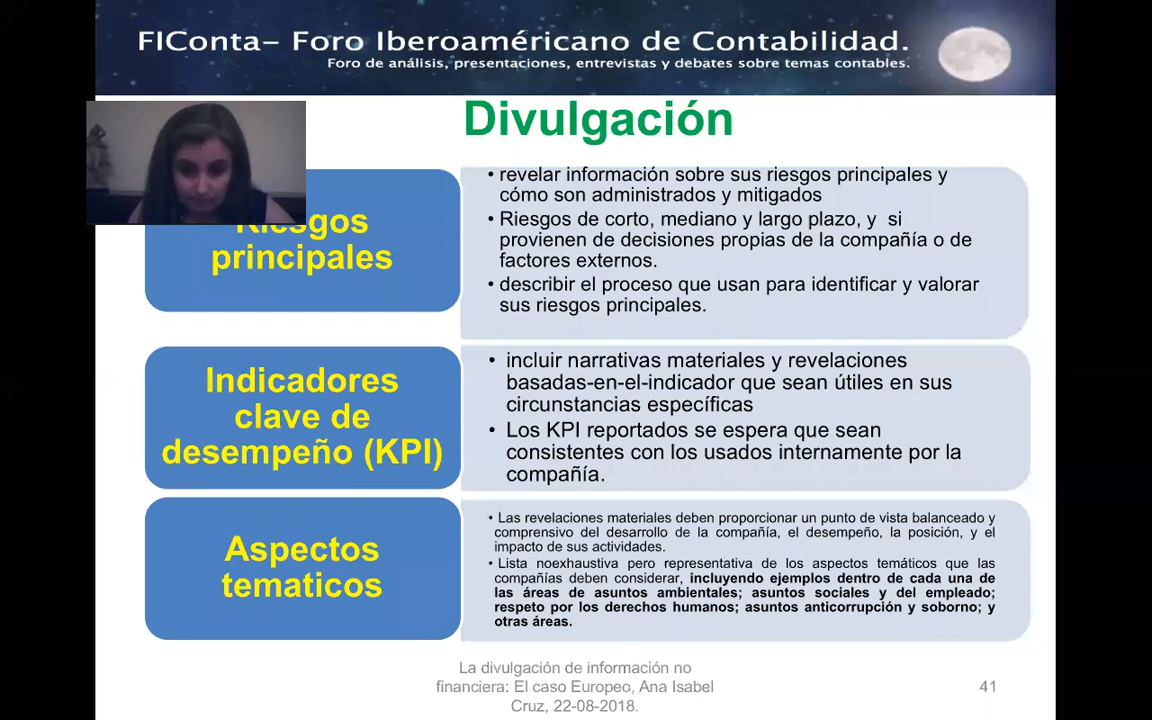 FIConta– Foro Iberoaméricano de Contabilidad.
Foro de análisis, presentaciones, entrevistas y debates sobre temas contables.
Divulgación
Riesgos
principales
• revelar información sobre sus riesgos principales y
cómo son administrados y mitigados
• Riesgos de corto, mediano y largo plazo, y si
provienen de decisiones propias de la compañía o de
factores externos.
• describir el proceso que usan para identificar y valorar
sus riesgos principales.
Indicadores
clave de
desempeño (KPI)
• incluir narrativas materiales y revelaciones
basadas-en-el-indicador que sean útiles en sus
circunstancias específicas
• Los KPI reportados se espera que sean
consistentes con los usados internamente por la
compañía.
Aspectos
tematicos
• Las revelaciones materiales deben proporcionar un punto de vista balanceado y
comprensivo del desarrollo de la compañía, el desempeño, la posición, y el
impacto de sus actividades.
• Lista noexhaustiva pero representativa de los aspectos temáticos que las
compañías deben considerar, incluyendo ejemplos dentro de cada una de
las áreas de asuntos ambientales; asuntos sociales y del empleado;
respeto por los derechos humanos; asuntos anticorrupción y soborno; y
otras áreas.
La divulgación de información no
financiera: El caso Europeo, Ana Isabel
Cruz, 22-08-2018.
41